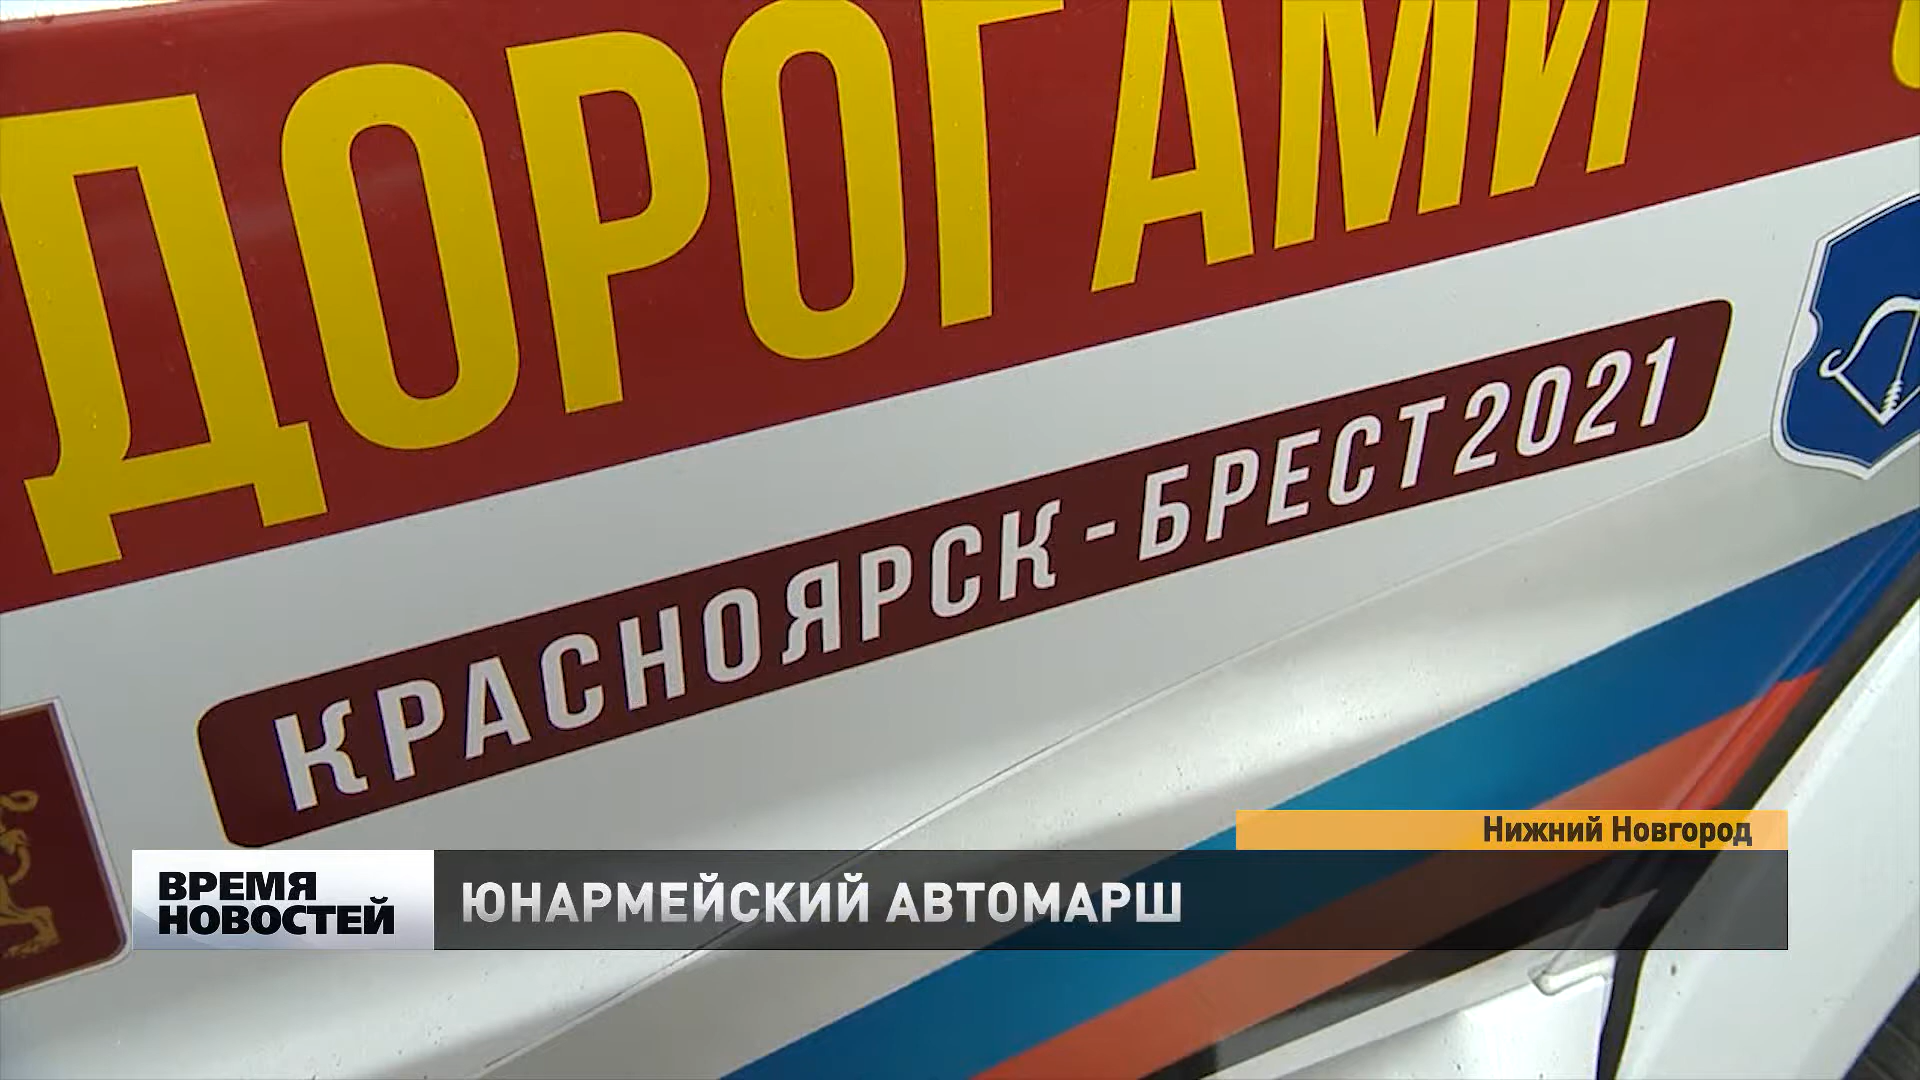 ДОРОГАМИ
КРАСНОЯРСК - БРЕСТ 2021
Нижний Новгород
ВРЕМЯ
НОВОСТЕЙ
ЮНАРМЕЙСКИЙ АВТОМАРШ